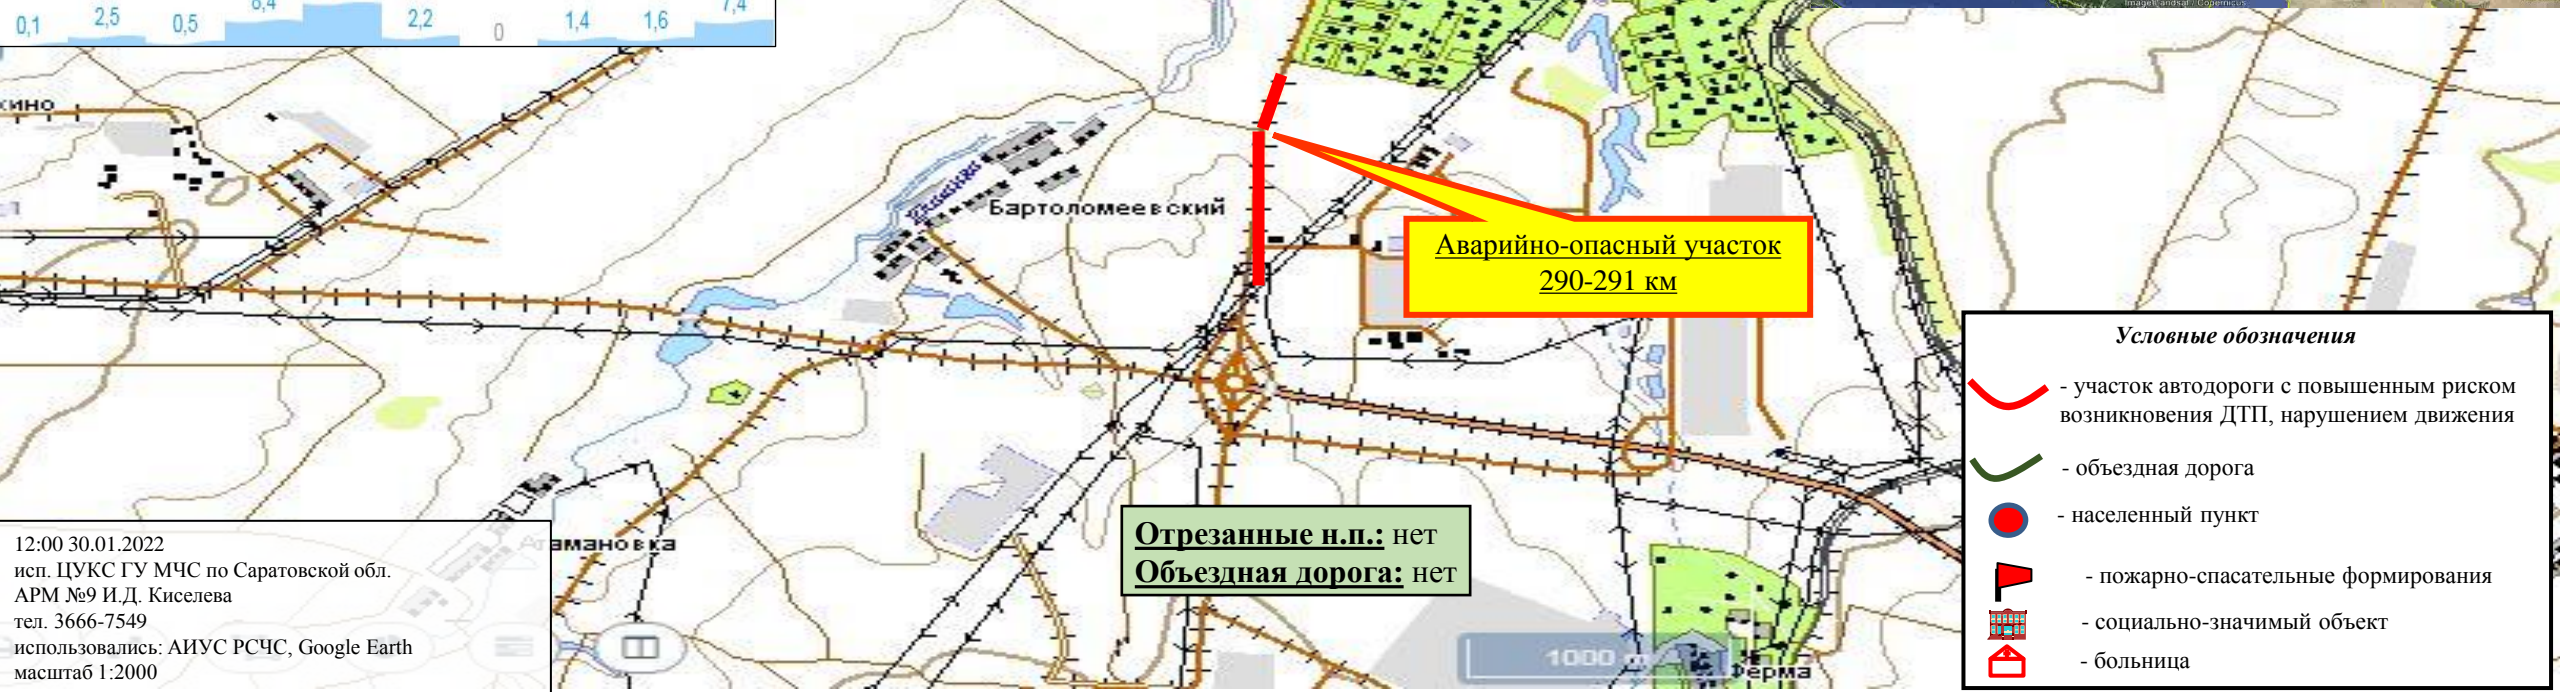 0,1
2,5
0,5
2,2
0
1,4
1,6
7,4
Image Landsat / Copernicus
Бартоломеевский
Аварийно-опасный участок
290-291 км
Условные обозначения
- участок автодороги с повышенным риском
возникновения ДТП, нарушением движения
- объездная дорога
- населенный пункт
- пожарно-спасательные формирования
- социально-значимый объект
- больница
Отрезанные н.п.: нет
Объездная дорога: нет
Атамановка
12:00 30.01.2022
исп. ЦУКС ГУ МЧС по Саратовской обл.
АРМ №9 И.Д. Киселева
тел. 3666-7549
использовались: АИУС РСЧС, Google Earth
масштаб 1:2000
1000 m
Ферма